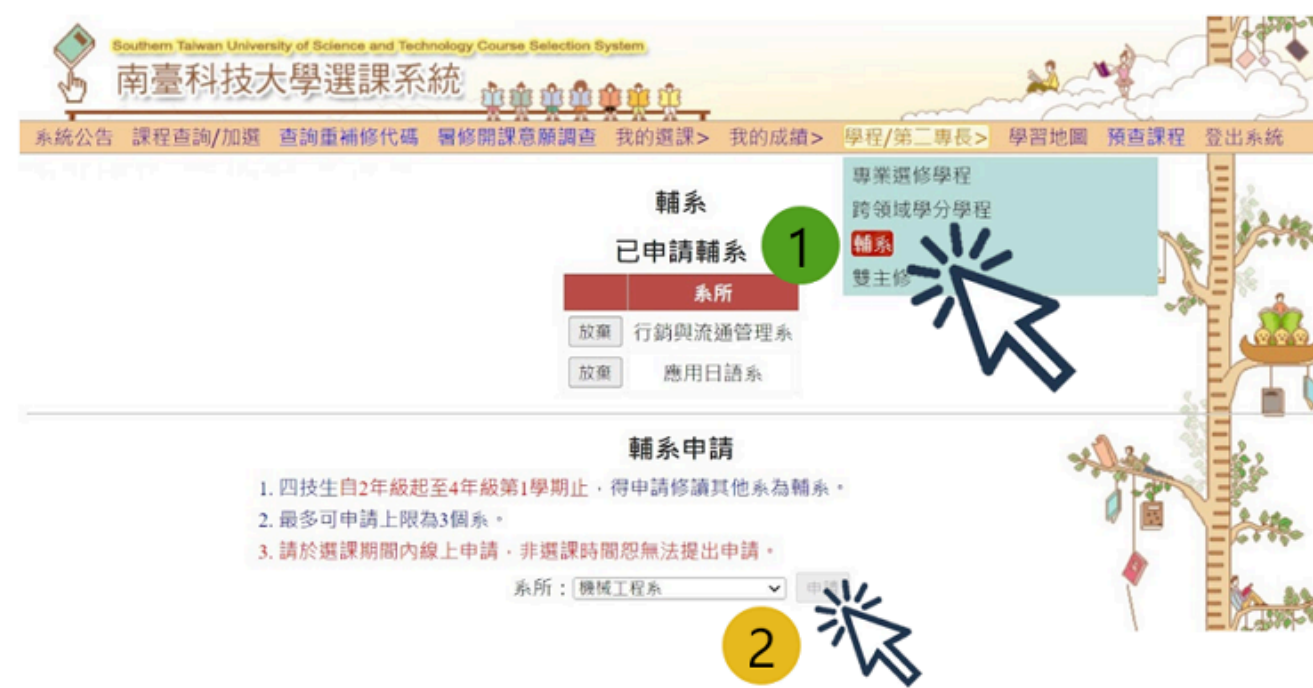 Southern Taiwan University of Science and Technology Course Selection System
南臺科技大學選課系統
系統公告 課程查詢/加選 查詢重補修代碼 暑修開課意願調查 我的選課> 我的成績> 學程/第二專長> 學習地圖 預查課程 登出系統
專業選修學程
跨領域學分學程
輔系
雙主修
1
輔系
已申請輔系
系所
放棄 行銷與流通管理系
放棄 應用日語系
輔系申請
1. 四技生自2年級起至4年級第1學期止，得申請修讀其他系為輔系。
2. 最多可申請上限為3個系。
3. 請於選課期間內線上申請，非選課時間恕無法提出申請。
系所：機械工程系 申請
2